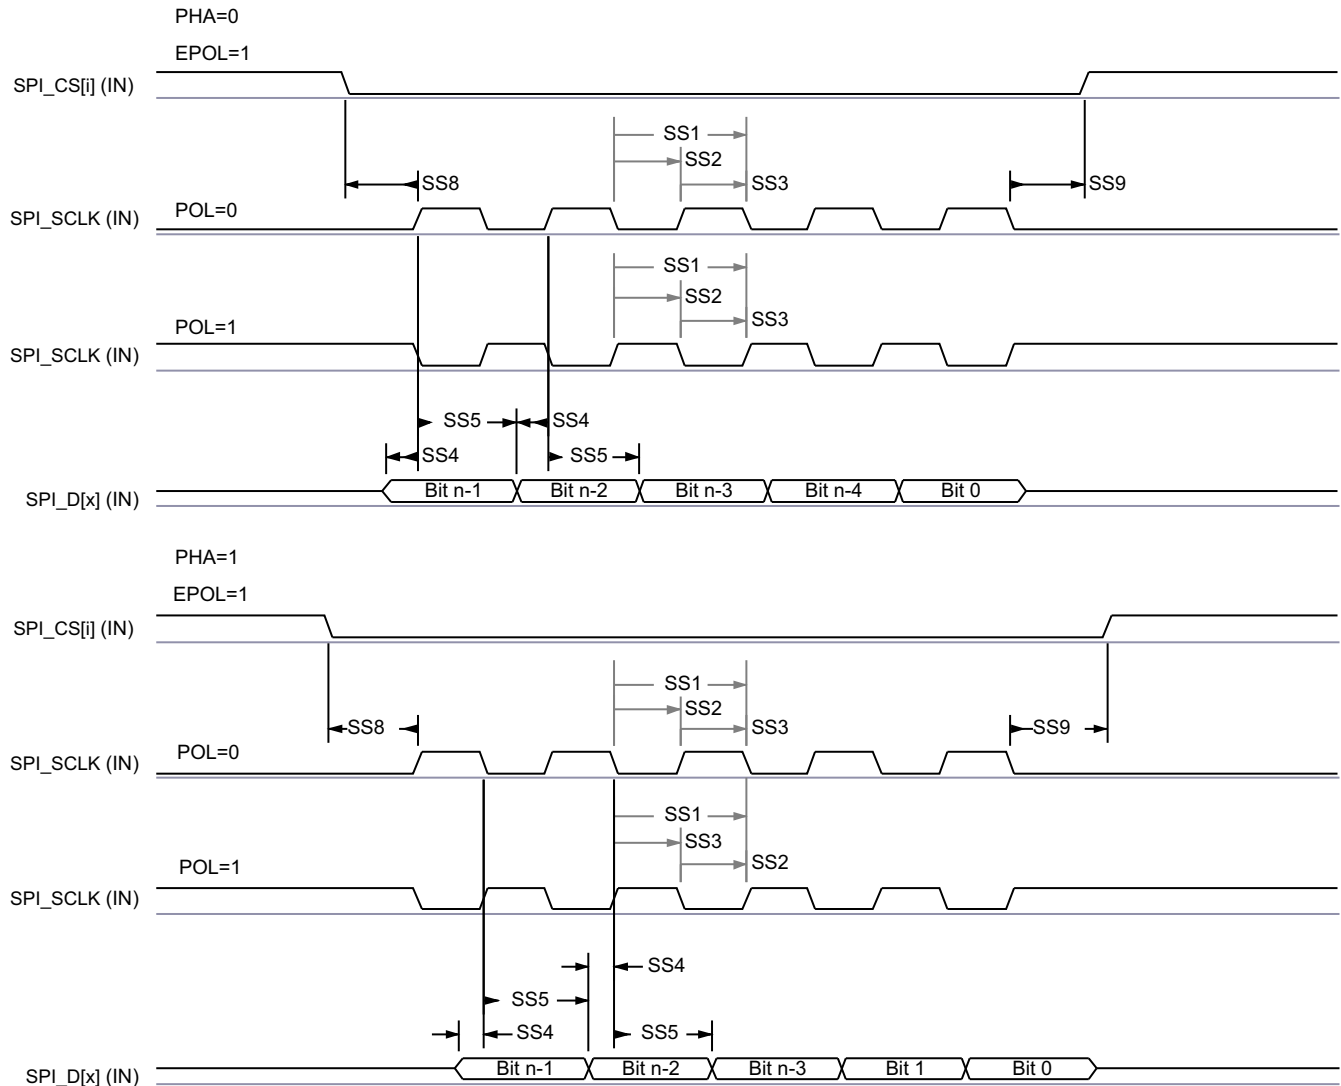 PHA=0
EPOL=1
SPI_CS[i] (IN)
SS1
SS2
SS8
SS3
SS9
POL=0
SPI_SCLK (IN)
SS1
SS2
SS3
POL=1
SPI_SCLK (IN)
SS5
SS4
SS4
SS5
SPI_D[x] (IN)
Bit n-1
Bit n-2
Bit n-3
Bit n-4
Bit 0
PHA=1
EPOL=1
SPI_CS[i] (IN)
SS1
SS2
SS8
SS3
SS9
POL=0
SPI_SCLK (IN)
SS1
SS3
SS2
POL=1
SPI_SCLK (IN)
SS4
SS5
SS4
SS5
SPI_D[x] (IN)
Bit n-1
Bit n-2
Bit n-3
Bit 1
Bit 0